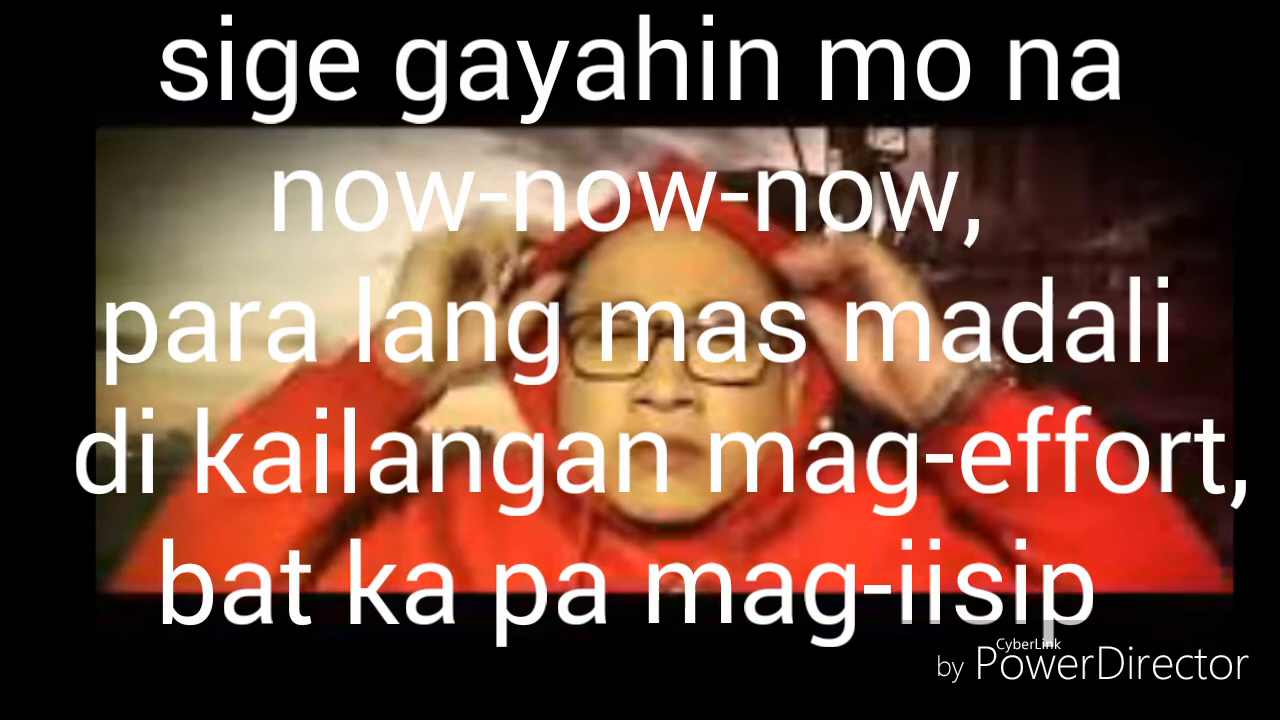 sige gayahin mo na
now-now-now,
para lang mas madali
di kailangan mag-effort,
bat ka pa mag-iisip
CyberLink
by PowerDirector